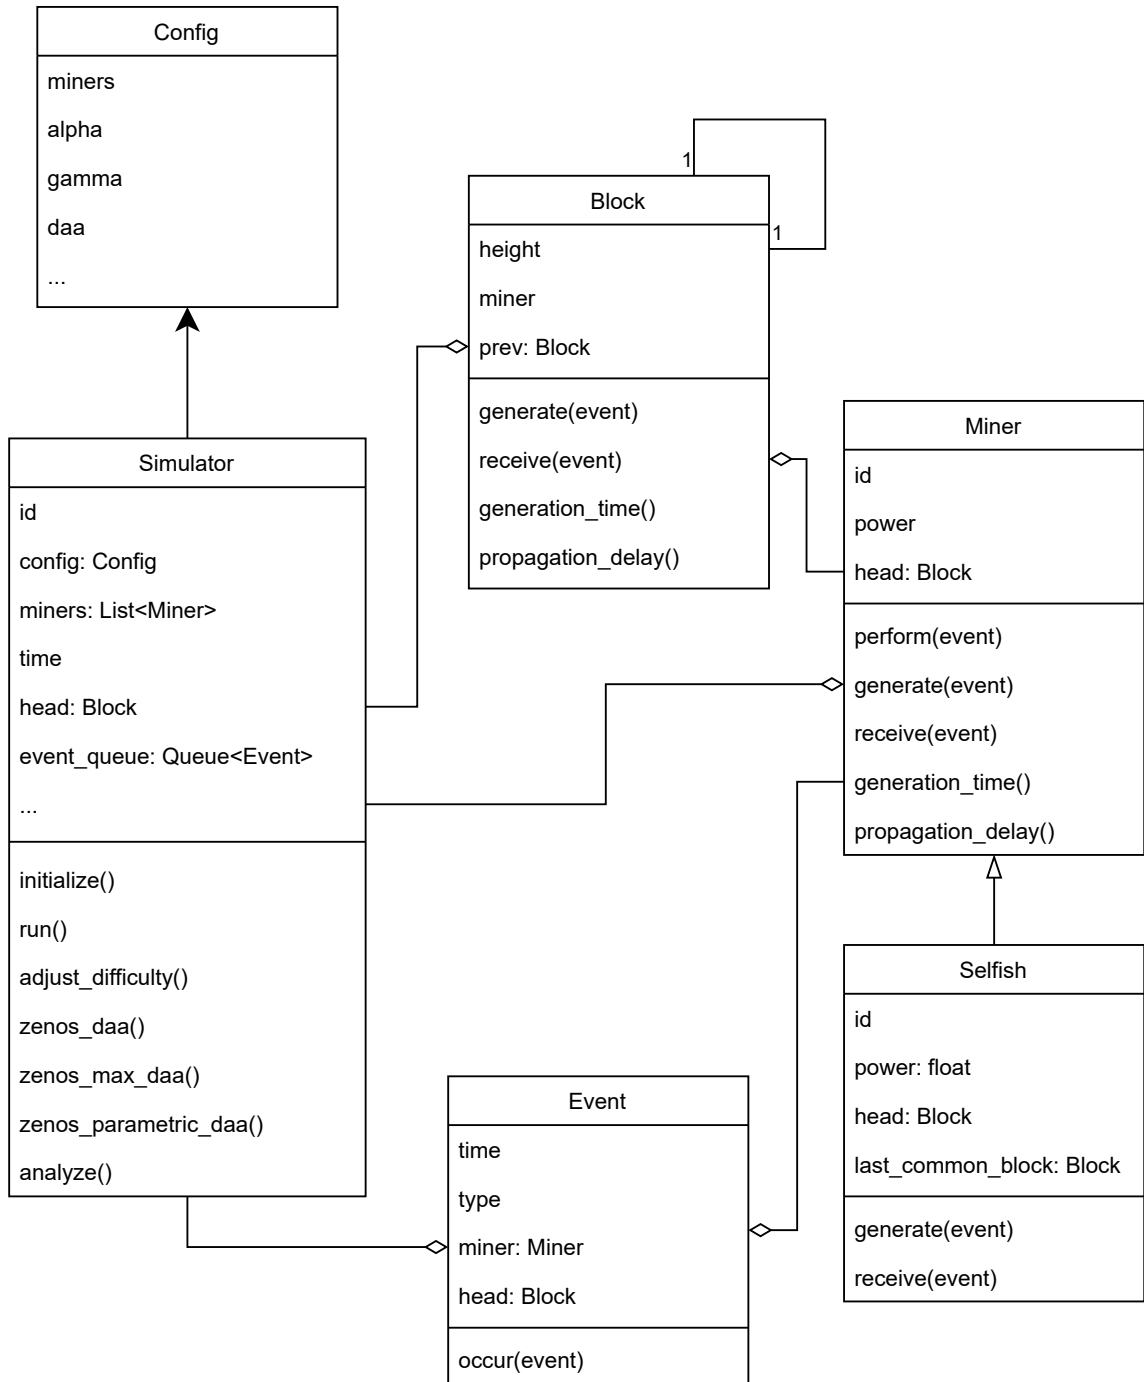 Config
miners
alpha
gamma
daa
...
1
Block
1
height
miner
prev: Block
generate(event)
receive(event)
generation_time()
propagation_delay()
Miner
id
power
head: Block
perform(event)
generate(event)
receive(event)
generation_time()
propagation_delay()
Simulator
id
config: Config
miners: List<Miner>
time
head: Block
event_queue: Queue<Event>
...
initialize()
run()
adjust_difficulty()
zenos_daa()
zenos_max_daa()
zenos_parametric_daa()
analyze()
Selfish
id
power: float
head: Block
last_common_block: Block
generate(event)
receive(event)
Event
time
type
miner: Miner
head: Block
occur(event)